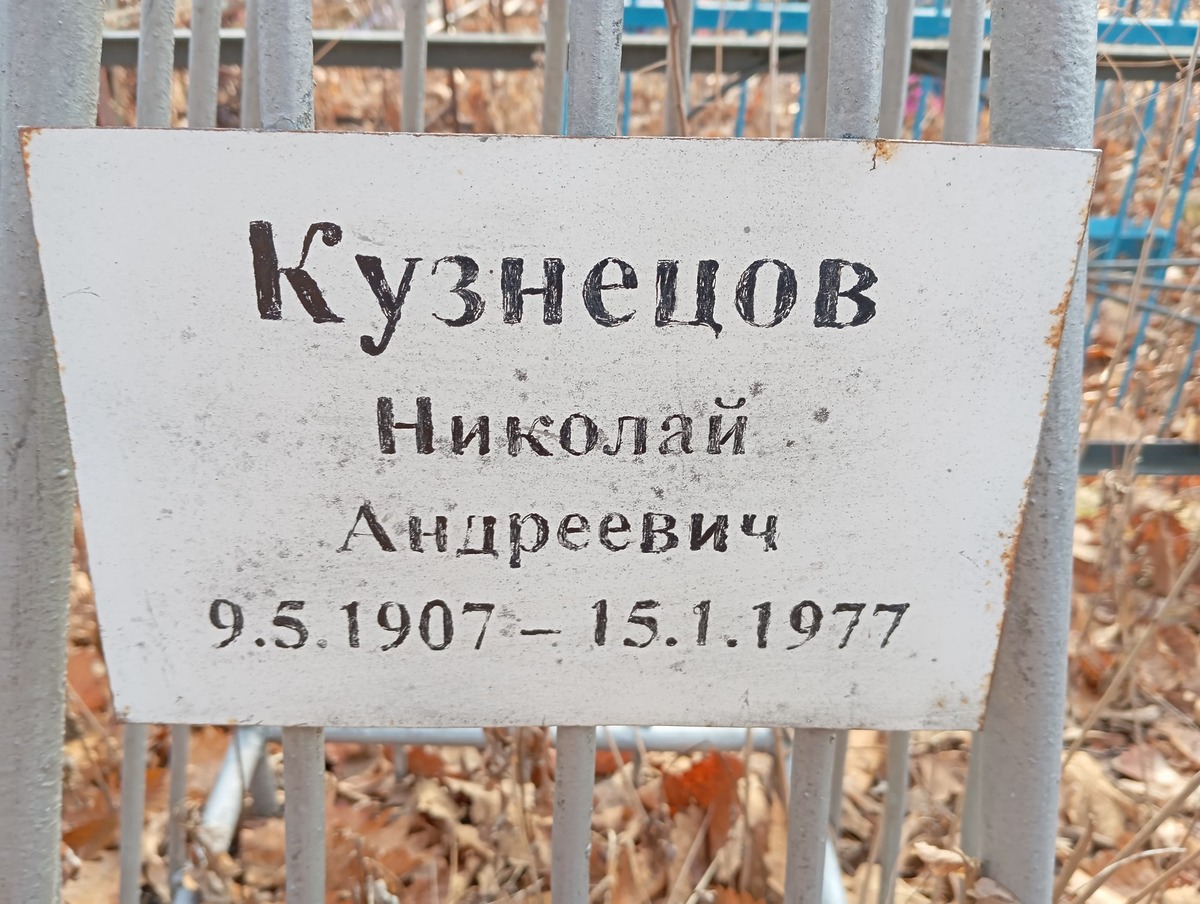 Кузнецов
Николай
Андреевич
9.5.1907 – 15.1.1977